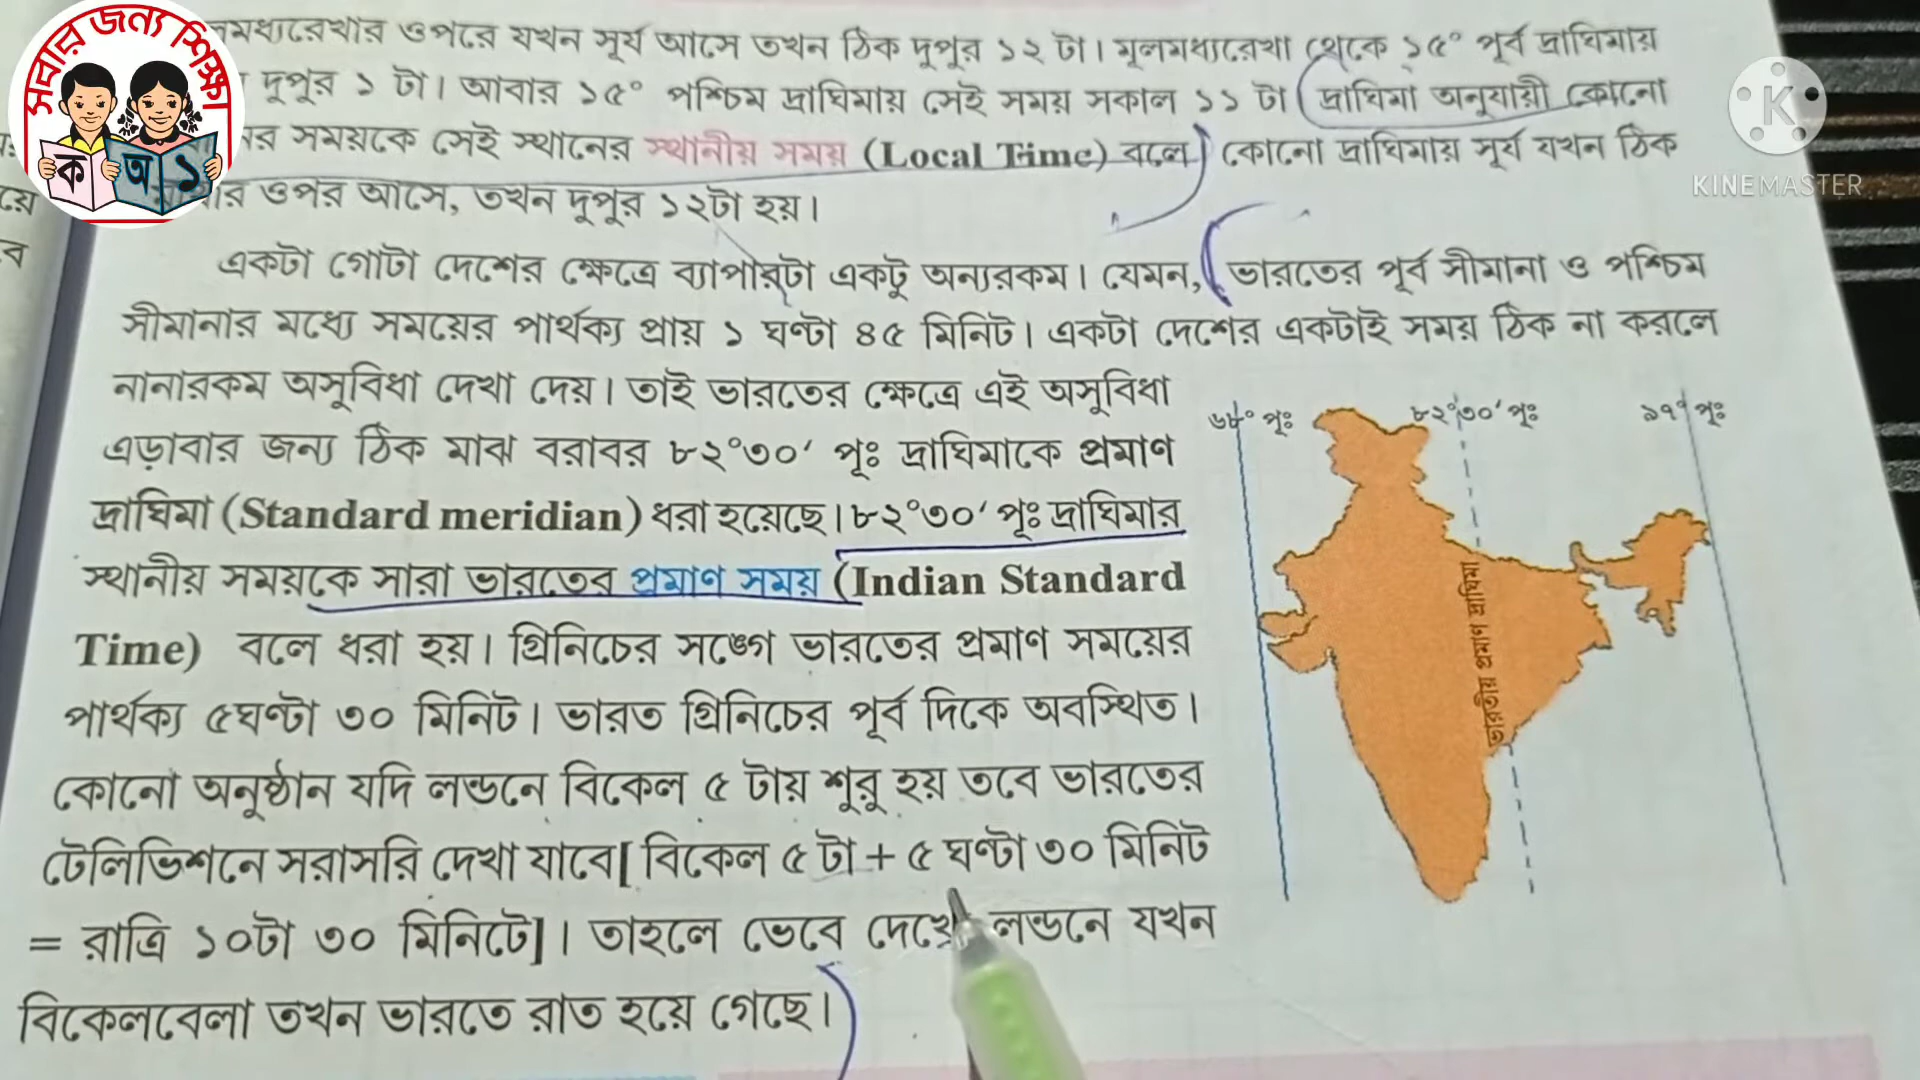 সবার জন্য শিক্ষা
ক অ ১
KINEMASTER
মূলমধ্যরেখার ওপরে যখন সূর্য আসে তখন ঠিক দুপুর ১২ টা। মূলমধ্যরেখা থেকে ১৫° পূর্ব দ্রাঘিমায়
দুপুর ১ টা। আবার ১৫° পশ্চিম দ্রাঘিমায় সেই সময় সকাল ১১ টা দ্রাঘিমা অনুযায়ী কোনো
সময়কে সেই স্থানের স্থানীয় সময় (Local Time) বলে কোনো দ্রাঘিমায় সূর্য যখন ঠিক
ওপর আসে, তখন দুপুর ১২টা হয়।
একটা গোটা দেশের ক্ষেত্রে ব্যাপারটা একটু অন্যরকম। যেমন, ভারতের পূর্ব সীমানা ও পশ্চিম
সীমানার মধ্যে সময়ের পার্থক্য প্রায় ১ ঘণ্টা ৪৫ মিনিট। একটা দেশের একটাই সময় ঠিক না করলে
নানারকম অসুবিধা দেখা দেয়। তাই ভারতের ক্ষেত্রে এই অসুবিধা
এড়াবার জন্য ঠিক মাঝ বরাবর ৮২°৩০′ পূঃ দ্রাঘিমাকে প্রমাণ
দ্রাঘিমা (Standard meridian) ধরা হয়েছে। ৮২°৩০′ পূঃ দ্রাঘিমার
স্থানীয় সময়কে সারা ভারতের প্রমাণ সময় (Indian Standard
Time) বলে ধরা হয়। গ্রিনিচের সঙ্গে ভারতের প্রমাণ সময়ের
পার্থক্য ৫ঘণ্টা ৩০ মিনিট। ভারত গ্রিনিচের পূর্ব দিকে অবস্থিত।
কোনো অনুষ্ঠান যদি লন্ডনে বিকেল ৫ টায় শুরু হয় তবে ভারতের
টেলিভিশনে সরাসরি দেখা যাবে [ বিকেল ৫ টা + ৫ ঘণ্টা ৩০ মিনিট
= রাত্রি ১০টা ৩০ মিনিটে]। তাহলে ভেবে দেখো লন্ডনে যখন
বিকেলবেলা তখন ভারতে রাত হয়ে গেছে।
৬৮° পূঃ ৮২°৩০′ পূঃ ৯৭° পূঃ
ভারতীয় প্রমাণ দ্রাঘিমা